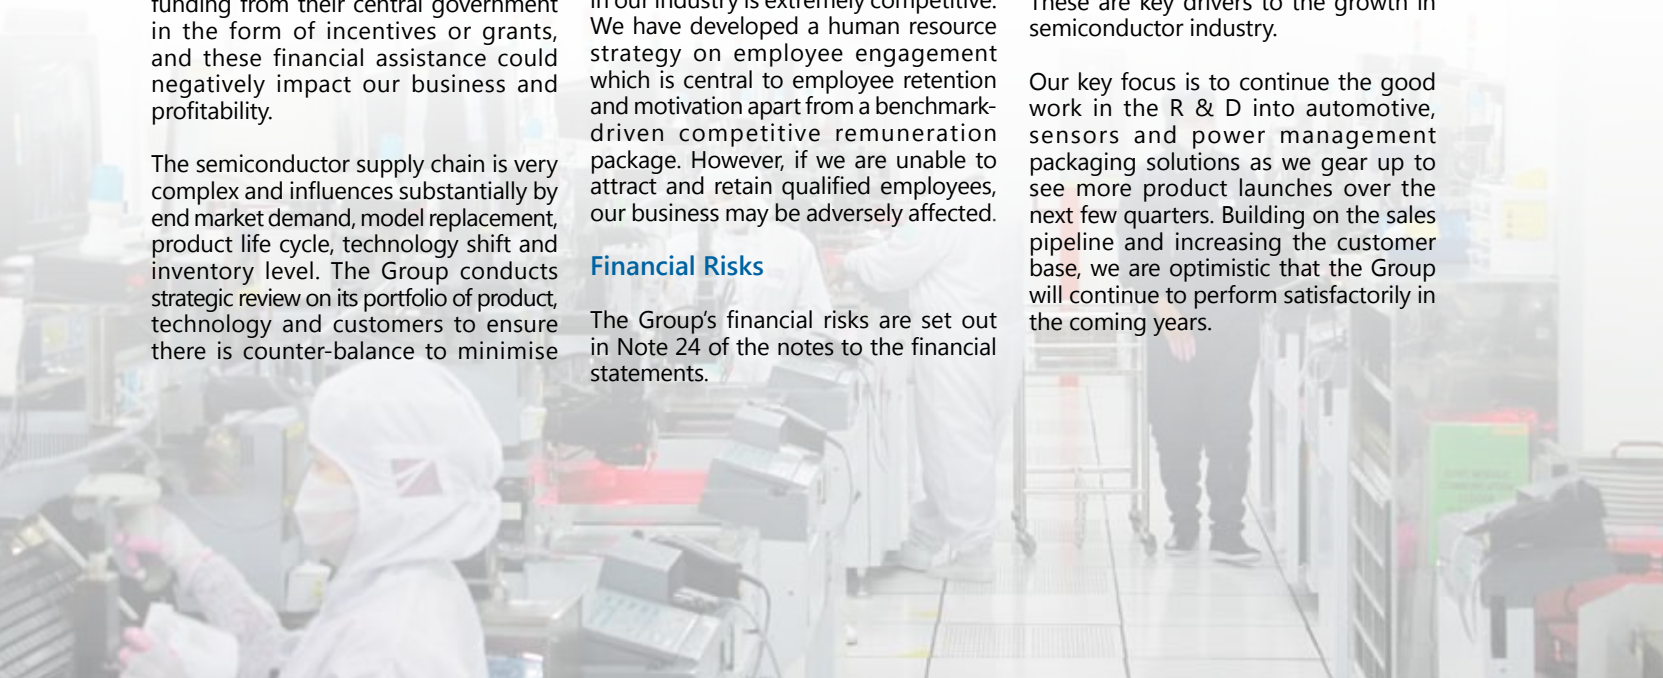 funding from their central government
in the form of incentives or grants,
and these financial assistance could
negatively impact our business and
profitability.
The semiconductor supply chain is very
complex and influences substantially by
end market demand, model replacement,
product life cycle, technology shift and
inventory level. The Group conducts
strategic review on its portfolio of product,
technology and customers to ensure
there is counter-balance to minimise
in our industry is extremely competitive.
We have developed a human resource
strategy on employee engagement
which is central to employee retention
and motivation apart from a benchmark-
driven competitive remuneration
package. However, if we are unable to
attract and retain qualified employees,
our business may be adversely affected.
Financial Risks
The Group's financial risks are set out
in Note 24 of the notes to the financial
statements.
These are key drivers to the growth in
semiconductor industry.
Our key focus is to continue the good
work in the R & D into automotive,
sensors and power management
packaging solutions as we gear up to
see more product launches over the
next few quarters. Building on the sales
pipeline and increasing the customer
base, we are optimistic that the Group
will continue to perform satisfactorily in
the coming years.